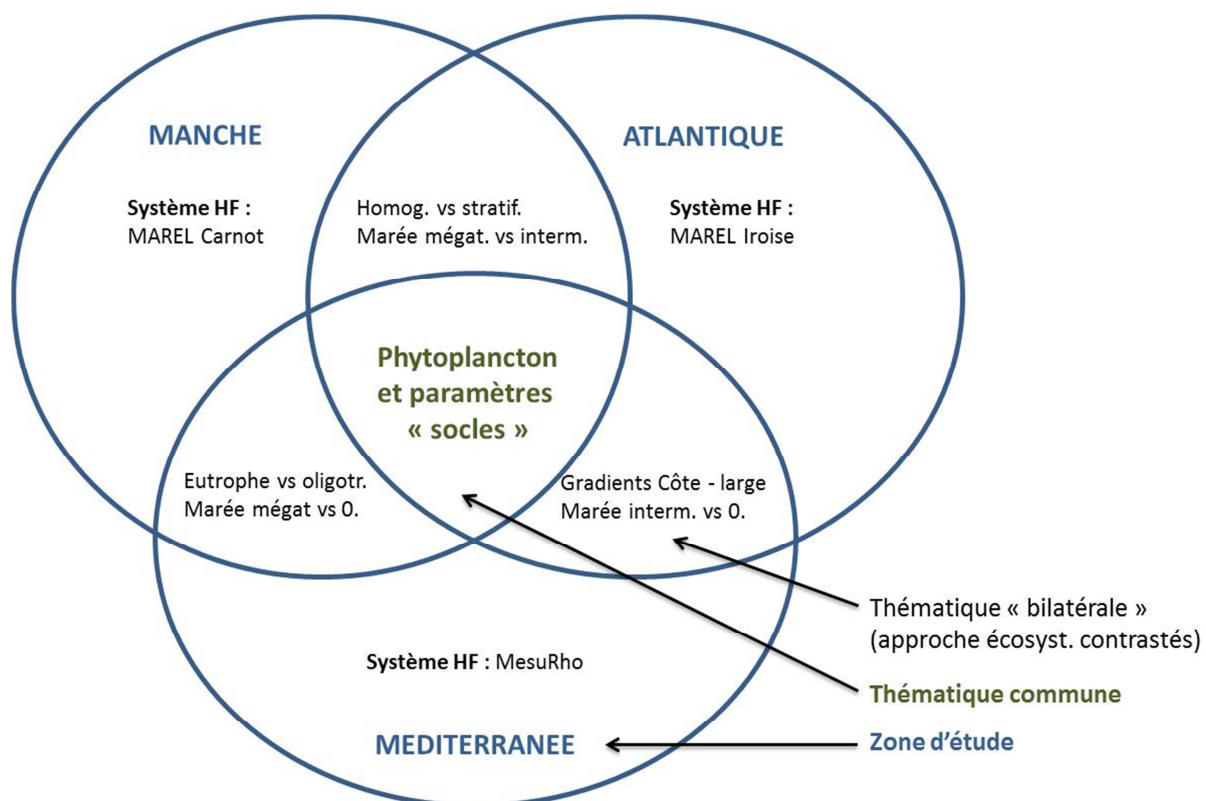 MANCHE
ATLANTIQUE
Système HF :
MAREL Carnot
Homog. vs stratif.
Marée mégat. vs interm.
Système HF :
MAREL Iroise
Phytoplancton
et paramètres
« socles »
Eutrophe vs oligotr.
Marée mégat vs 0.
Gradients Côte - large
Marée interm. vs 0.
Thématique « bilatérale »
(approche écosyst. contrastés)
Système HF : MesuRho
Thématique commune
MEDITERRANEE
Zone d'étude